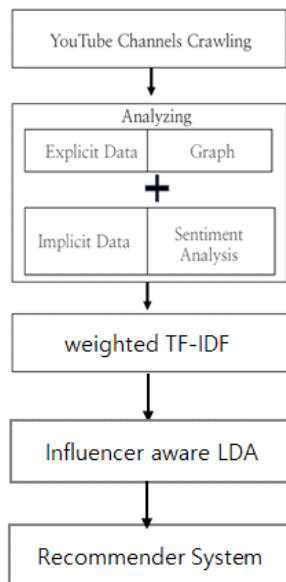 YouTube Channels Crawling
Analyzing
Explicit Data Graph
+
Implicit Data Sentiment
Analysis
weighted TF-IDF
Influencer aware LDA
Recommender System